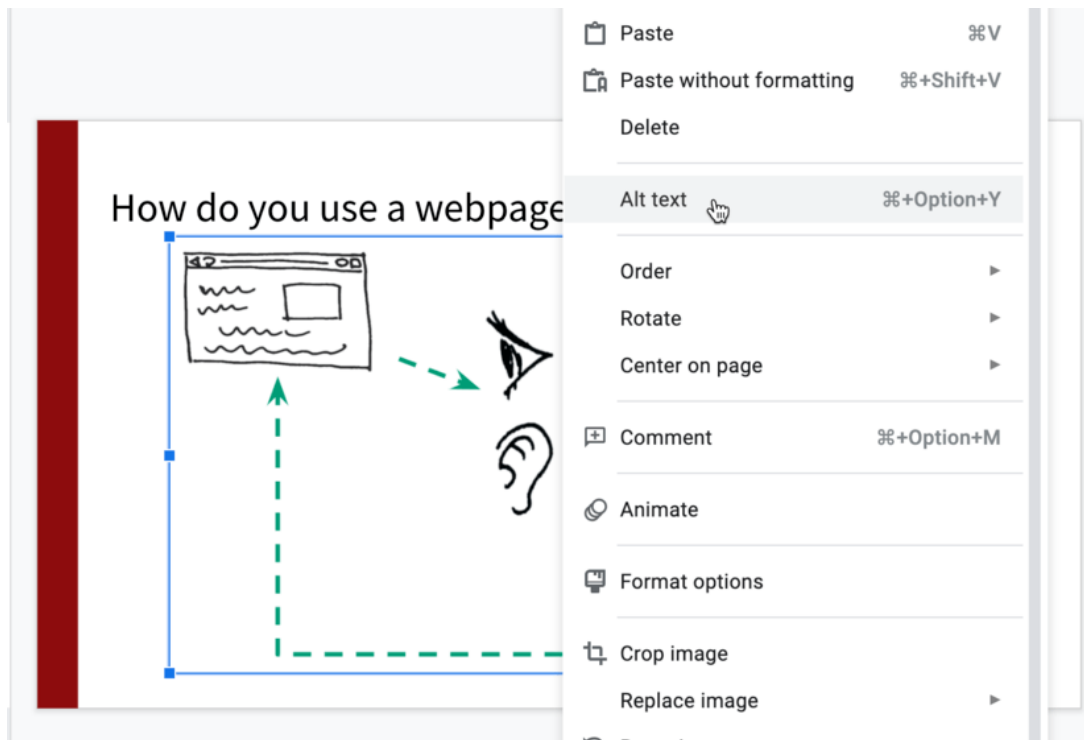 Paste ⌘V
Paste without formatting ⌘+Shift+V
Delete
Alt text ⌘+Option+Y
How do you use a webpage
Order
Rotate
Center on page
Comment ⌘+Option+M
Animate
Format options
Crop image
Replace image